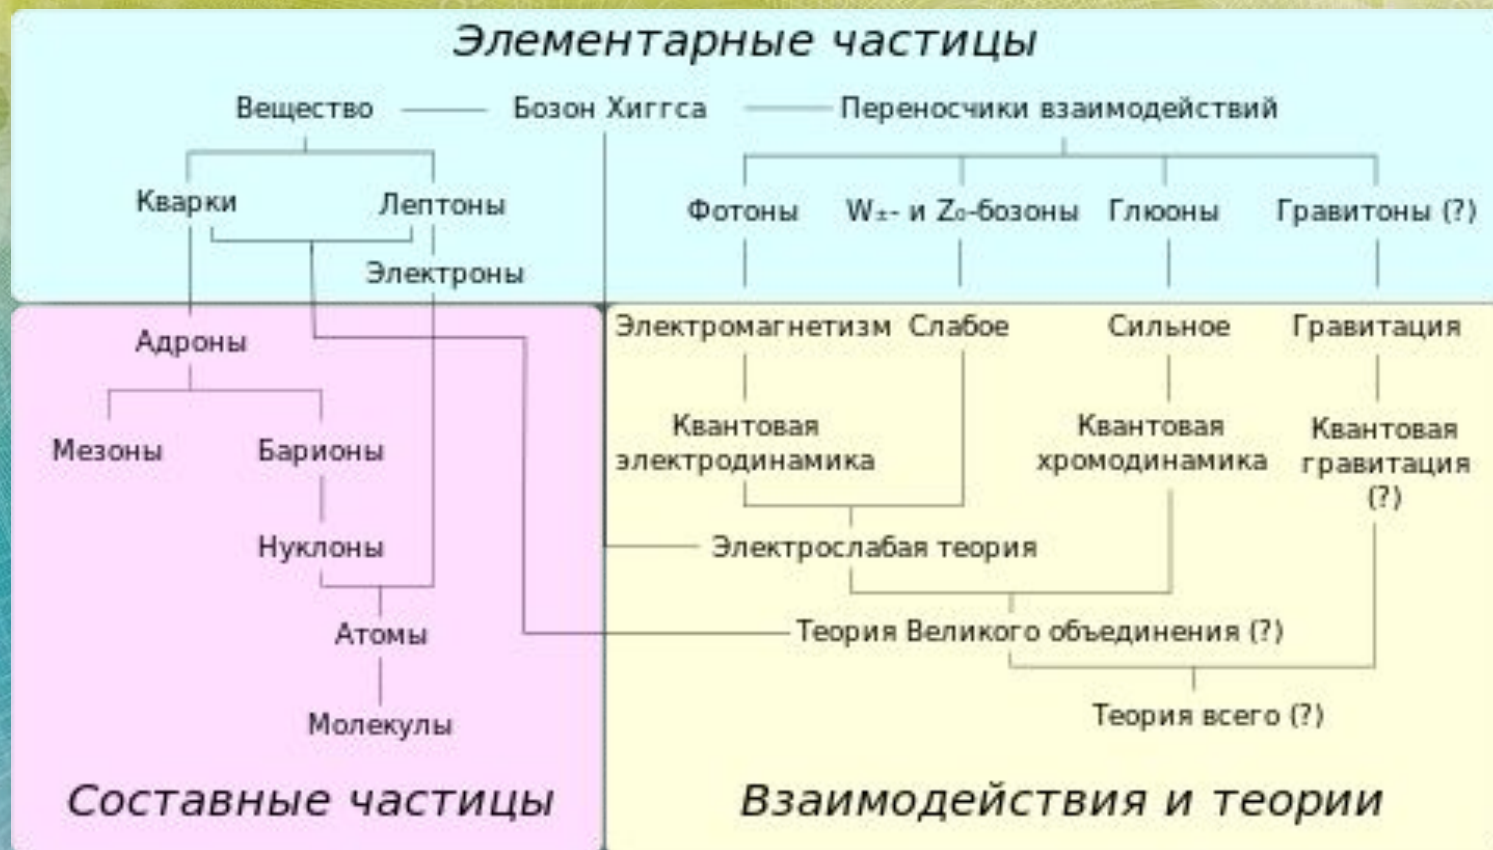 Элементарные частицы
Вещество Бозон Хиггса Переносчики взаимодействий
Кварки Лептоны Фотоны W±- и Z0-бозоны Глюоны Гравитоны (?)
Электроны
Адроны
Мезоны Барионы
Нуклоны
Атомы
Молекулы
Составные частицы
Электромагнетизм Слабое Сильное Гравитация
Квантовая Квантовая Квантовая
электродинамика хромодинамика гравитация
(?)
Электрослабая теория
Теория Великого объединения (?)
Теория всего (?)
Взаимодействия и теории